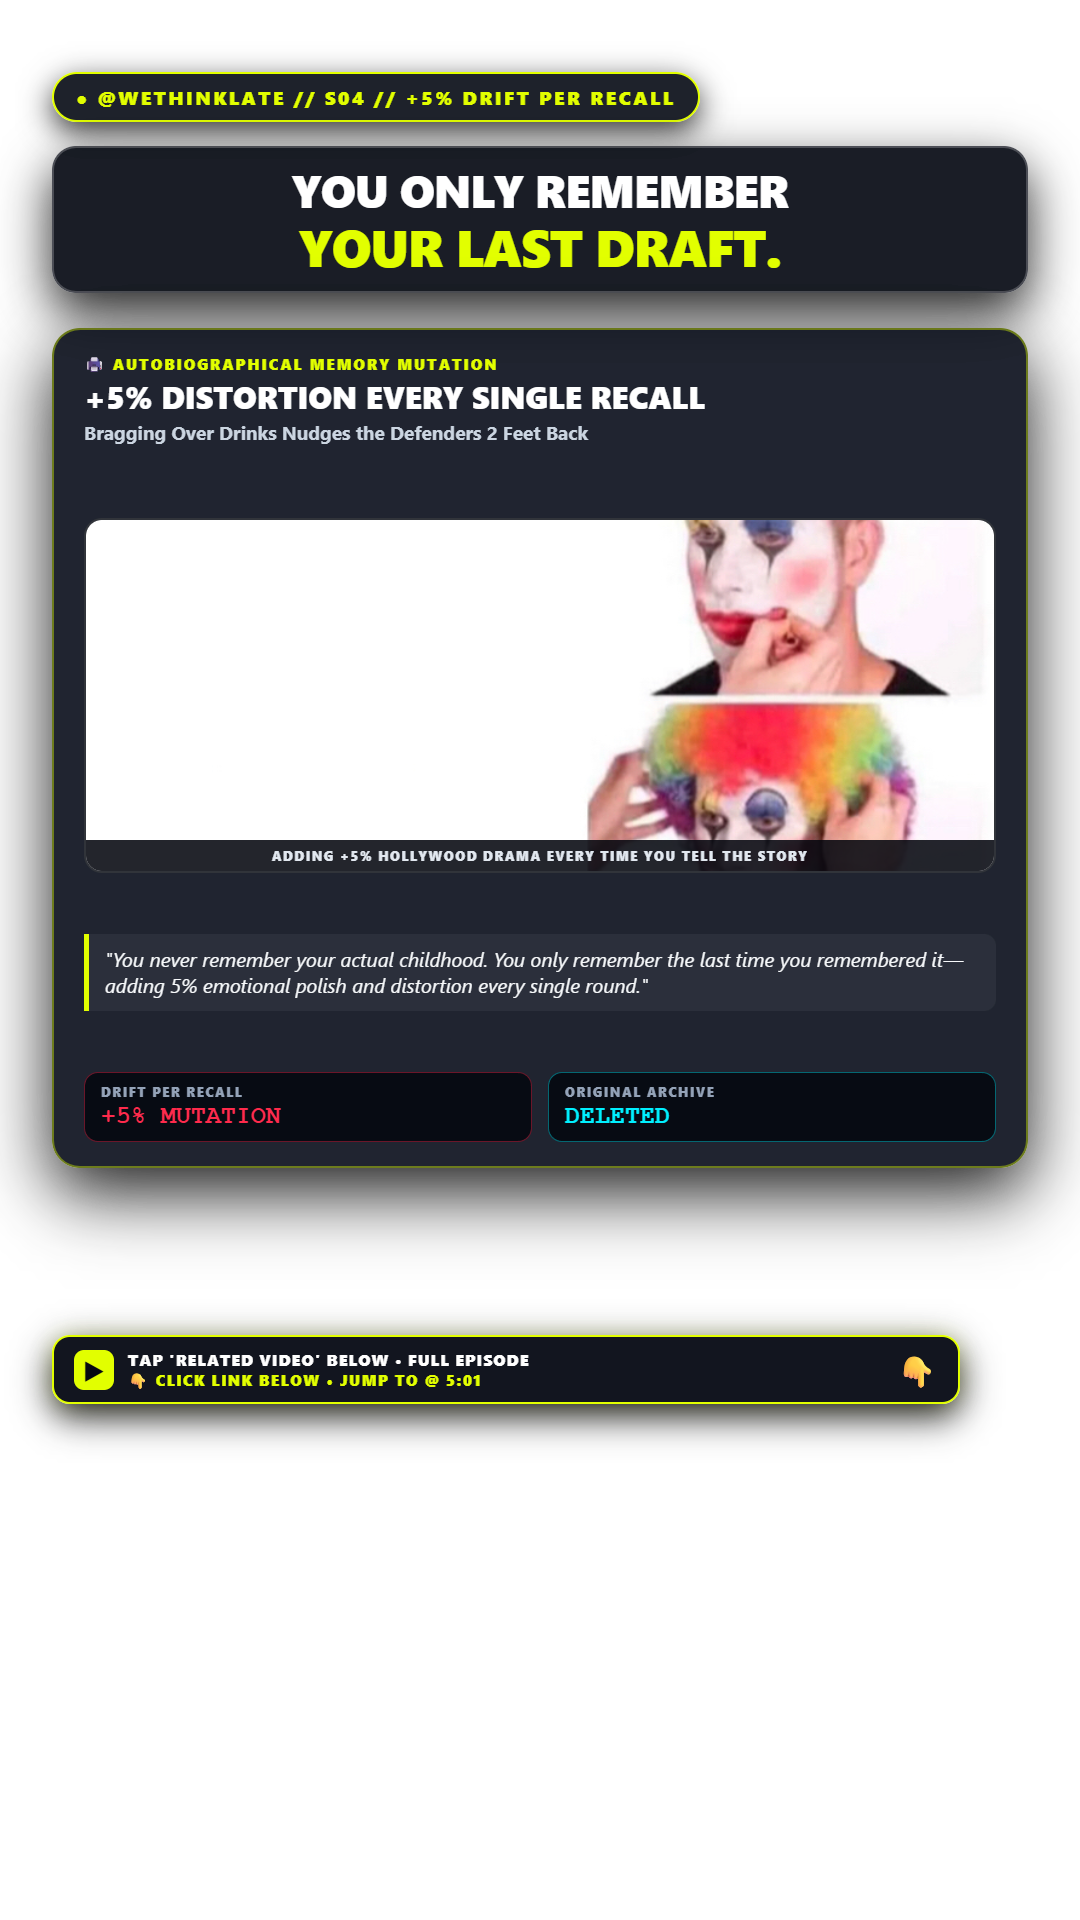 ● @WETHINKLATE // S04 // +5% DRIFT PER RECALL
YOU ONLY REMEMBER
YOUR LAST DRAFT.
AUTOBIOGRAPHICAL MEMORY MUTATION
+5% DISTORTION EVERY SINGLE RECALL
Bragging Over Drinks Nudges the Defenders 2 Feet Back
ADDING +5% HOLLYWOOD DRAMA EVERY TIME YOU TELL THE STORY
"You never remember your actual childhood. You only remember the last time you remembered it—
adding 5% emotional polish and distortion every single round."
DRIFT PER RECALL
+5% MUTATION
ORIGINAL ARCHIVE
DELETED
TAP 'RELATED VIDEO' BELOW • FULL EPISODE
👇 CLICK LINK BELOW • JUMP TO @ 5:01